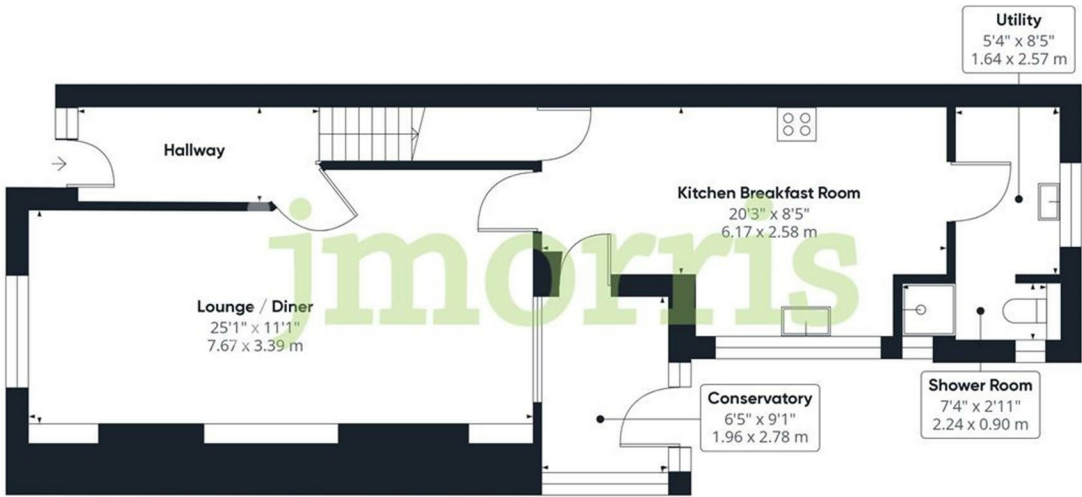 Utility
5'4" x 8'5"
1.64 x 2.57 m
Hallway
Kitchen Breakfast Room
20'3" x 8'5"
6.17 x 2.58 m
jmorris
Lounge / Diner
25'1" x 11'1"
7.67 x 3.39 m
Conservatory
6'5" x 9'1"
1.96 x 2.78 m
Shower Room
7'4" x 2'11"
2.24 x 0.90 m